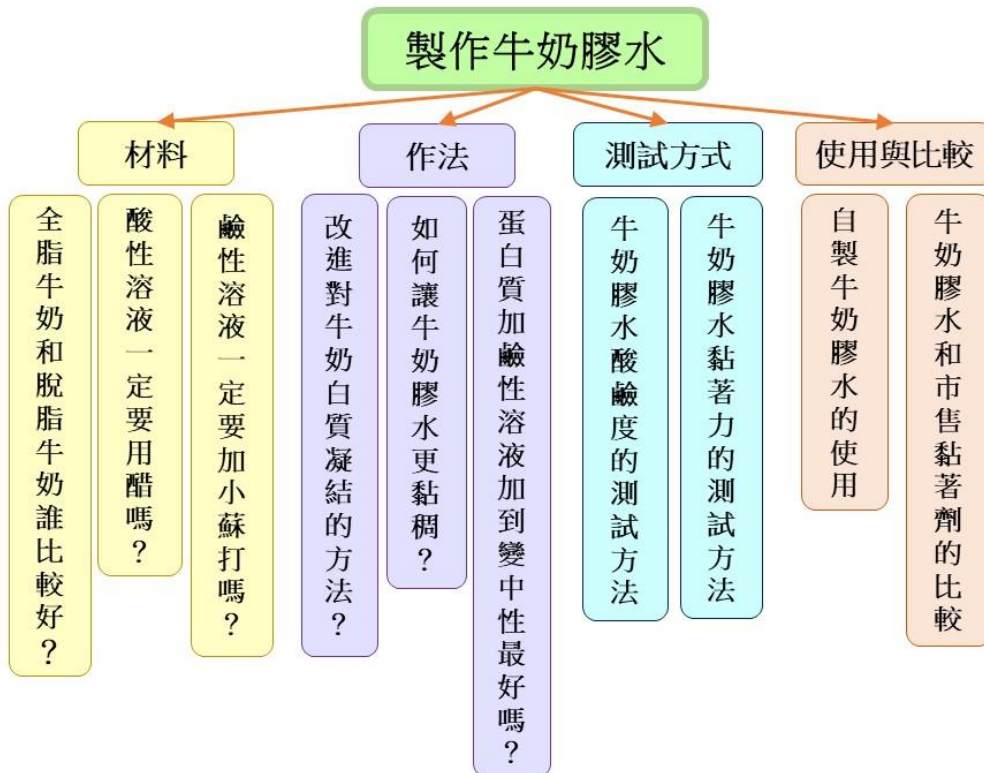 製作牛奶膠水
材料
全脂牛奶和脫脂牛奶誰比較好？
酸性溶液一定要用醋嗎？
鹼性溶液一定要加小蘇打嗎？
作法
改進對牛奶白質凝結的方法？
如何讓牛奶膠水更黏稠？
蛋白質加鹼性溶液加到變中性最好嗎？
測試方式
牛奶膠水酸鹼度的測試方法
牛奶膠水黏著力的測試方法
使用與比較
自製牛奶膠水的使用
牛奶膠水和市售黏著劑的比較